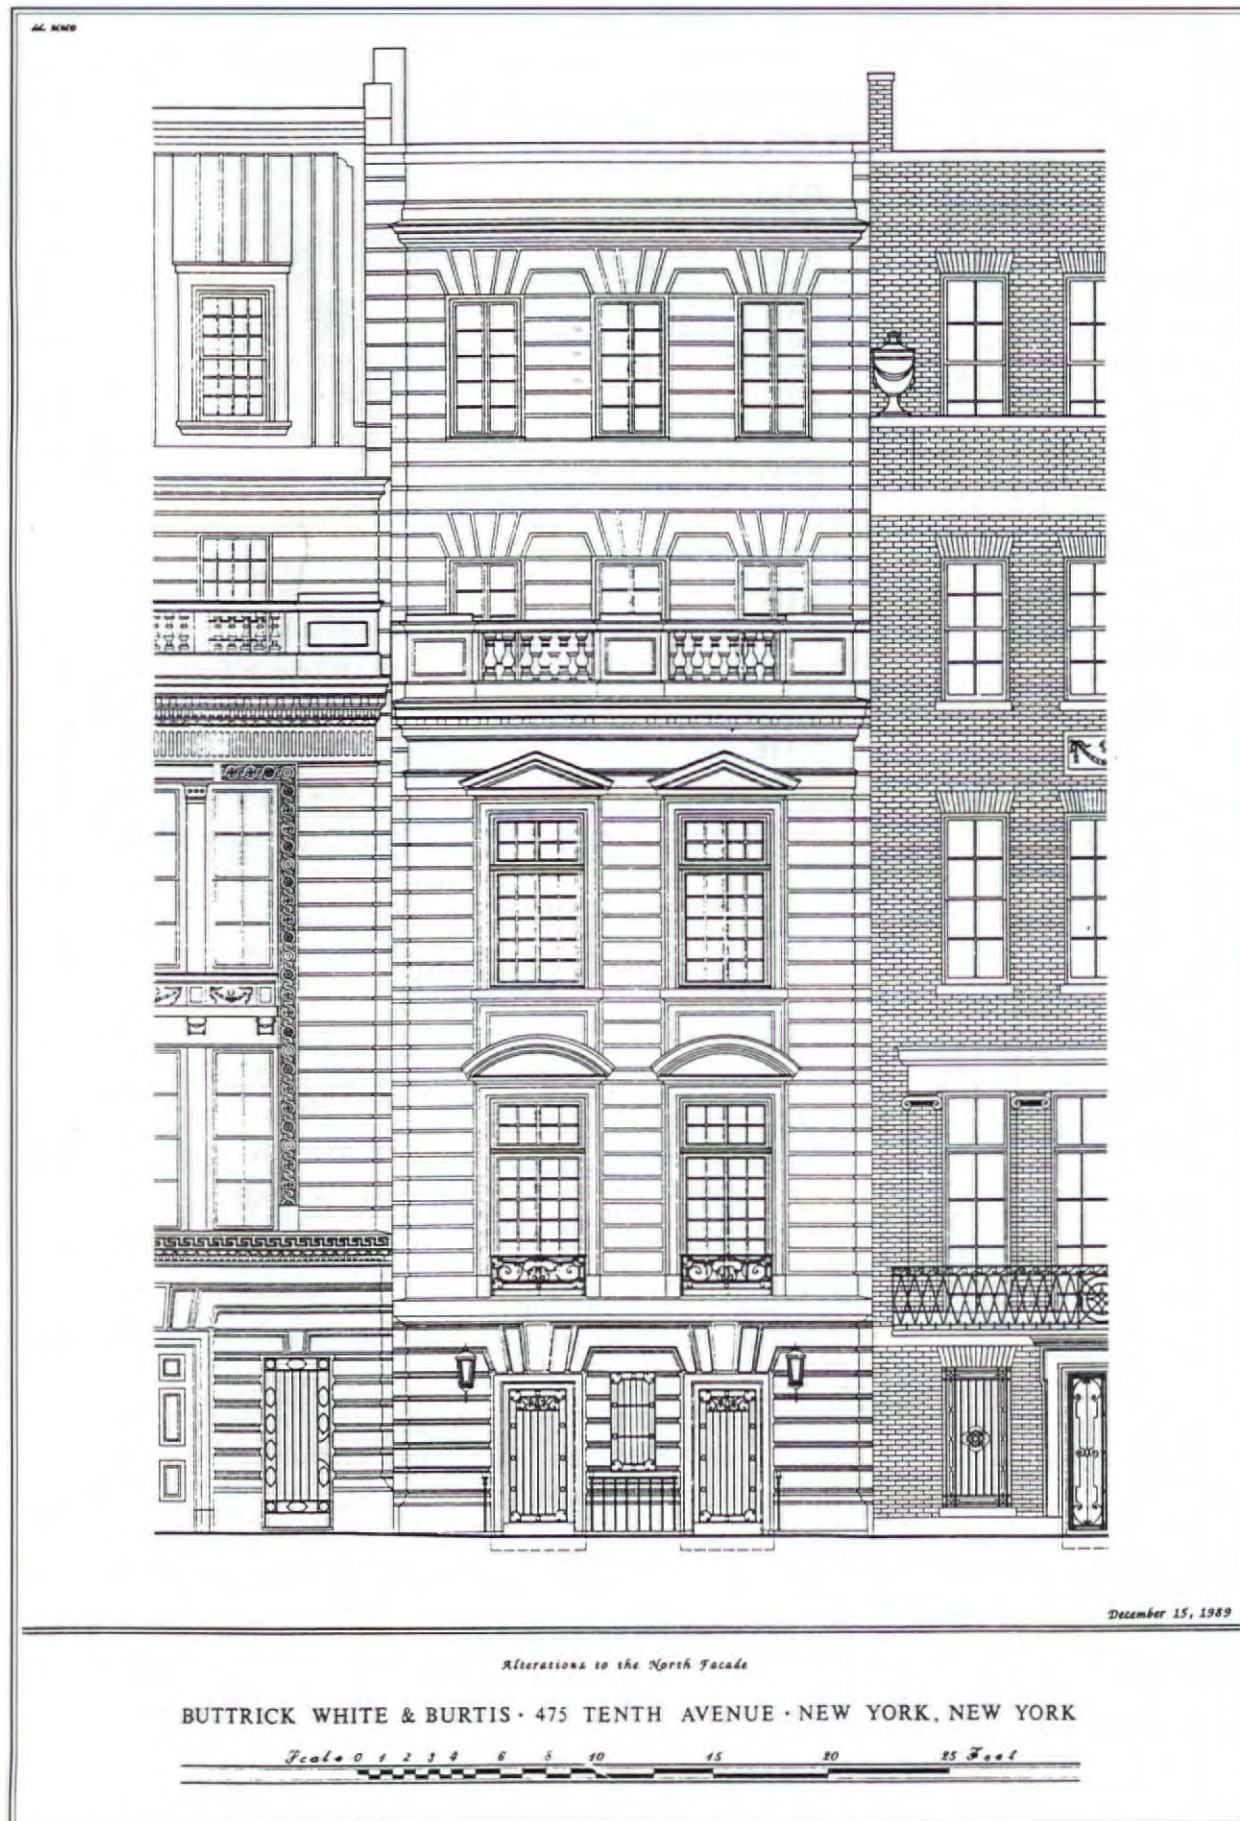 December 15, 1989
Alterations to the North Facade
BUTTRICK WHITE & BURTIS · 475 TENTH AVENUE · NEW YORK, NEW YORK
Scale 0 1 2 3 4 6 8 10 15 20 25 Feet